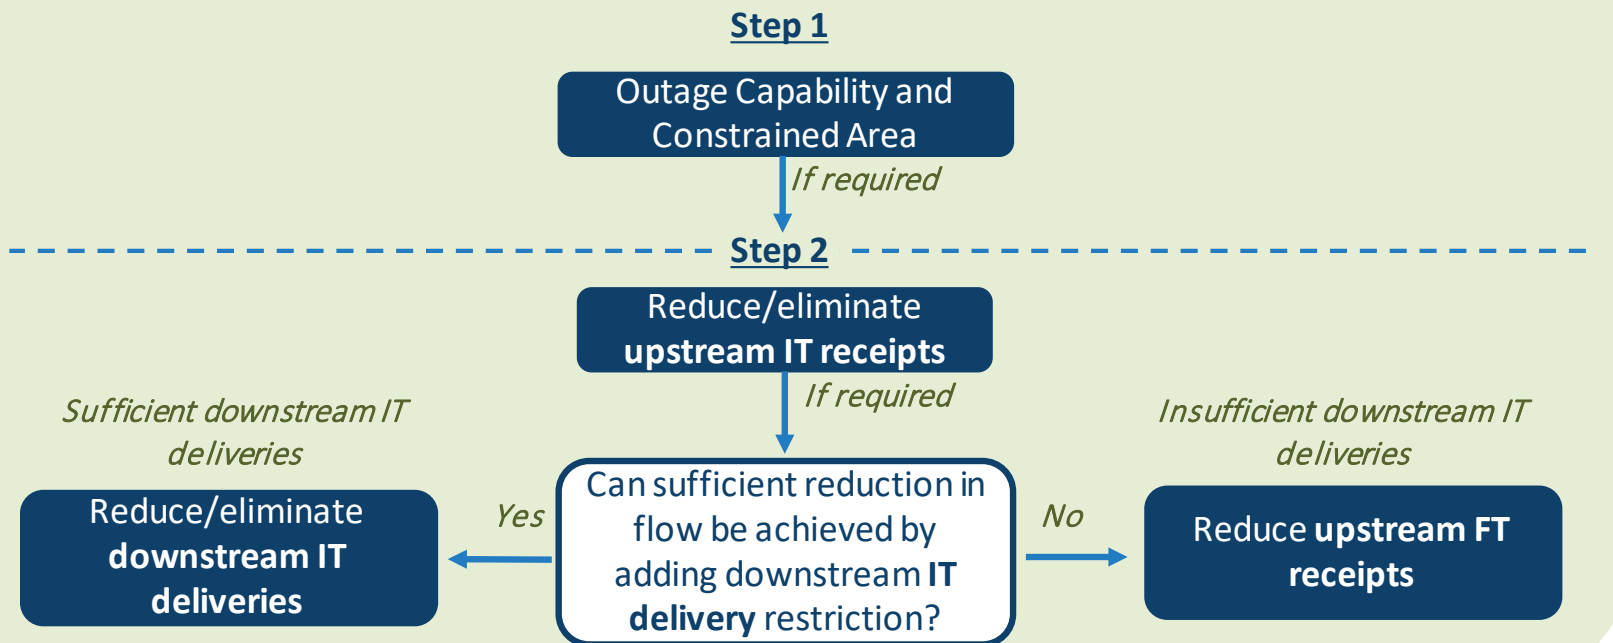 Step 1
Outage Capability and
Constrained Area
If required
Step 2
Reduce/eliminate
upstream IT receipts
If required
Sufficient downstream IT
deliveries
Insufficient downstream IT
deliveries
Reduce/eliminate
downstream IT
deliveries
Yes
Can sufficient reduction in
flow be achieved by
adding downstream IT
delivery restriction?
No
Reduce upstream FT
receipts